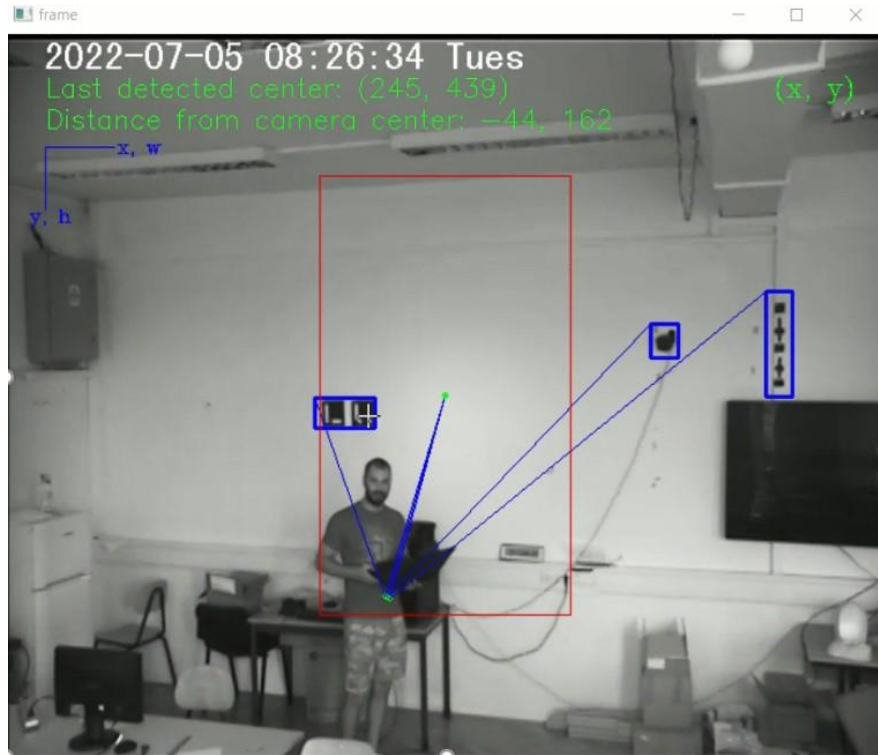 frame
2022-07-05 08:26:34 Tues
Last detected center: (245, 439)
(x, y)
Distance from camera center: -44, 162
x, w
y, h